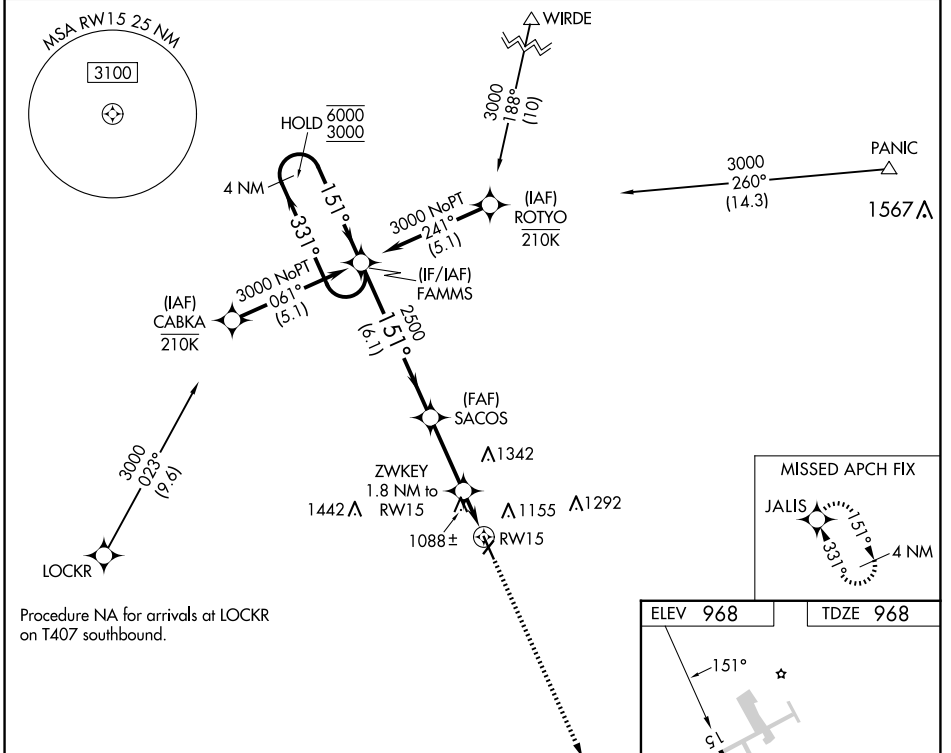 MSA RW15 25 NM
3100
WIRDE
3000
188°
(10)
HOLD
6000
3000
4 NM
151°
331°
PANIC
3000
260°
(14.3)
1567
(IAF)
ROTYO
210K
3000 NoPT
241°
(5.1)
(IF/IAF)
FAMMS
3000 NoPT
061°
(5.1)
(IAF)
CABKA
210K
2500
151°
(6.1)
(FAF)
SACOS
3000
023°
(9.6)
LOCKR
1342
ZWKEY
1.8 NM to
RW15
1442
1155
1292
1088±
RW15
MISSED APCH FIX
JALIS
151°
331°
4 NM
Procedure NA for arrivals at LOCKR
on T407 southbound.
ELEV 968
TDZE 968
151°
15